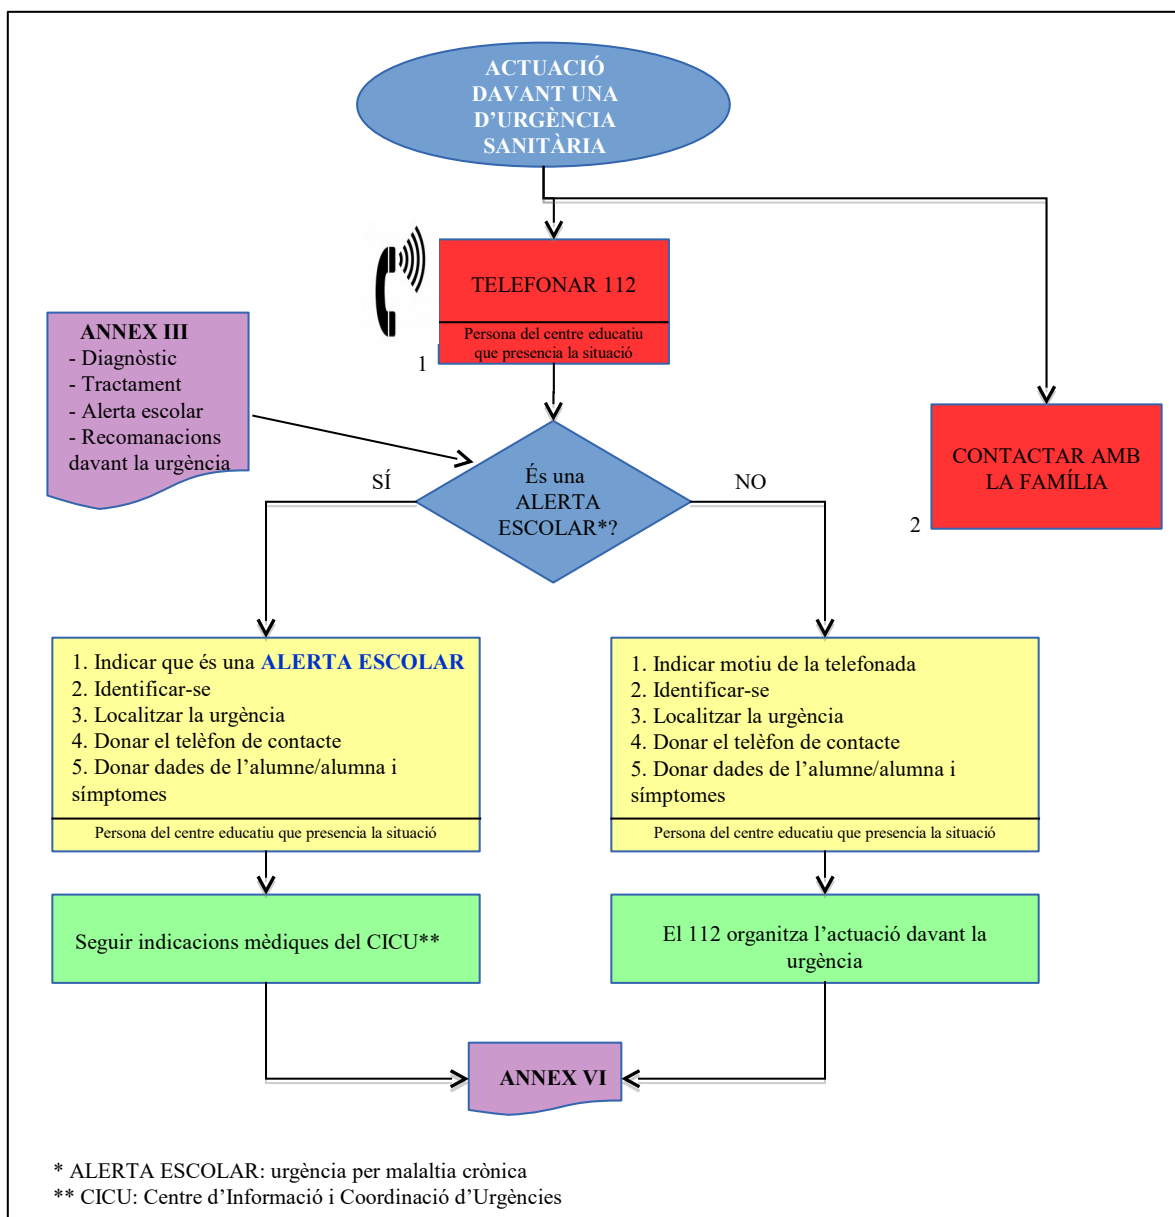 ACTUACIÓ
DAVANT UNA
D'URGÈNCIA
SANITÀRIA
TELEFONAR 112
Persona del centre educatiu
que presencia la situació
1
ANNEX III
- Diagnòstic
- Tractament
- Alerta escolar
- Recomanacions
davant la urgència
CONTACTAR AMB
LA FAMÍLIA
2
SÍ
És una
ALERTA
ESCOLAR*?
NO
1. Indicar que és una ALERTA ESCOLAR
2. Identificar-se
3. Localitzar la urgència
4. Donar el telèfon de contacte
5. Donar dades de l'alumne/alumna i
símptomes
Persona del centre educatiu que presencia la situació
1. Indicar motiu de la telefonada
2. Identificar-se
3. Localitzar la urgència
4. Donar el telèfon de contacte
5. Donar dades de l'alumne/alumna i
símptomes
Persona del centre educatiu que presencia la situació
Seguir indicacions mèdiques del CICU**
El 112 organitza l'actuació davant la
urgència
ANNEX VI
* ALERTA ESCOLAR: urgència per malaltia crònica
** CICU: Centre d'Informació i Coordinació d'Urgències